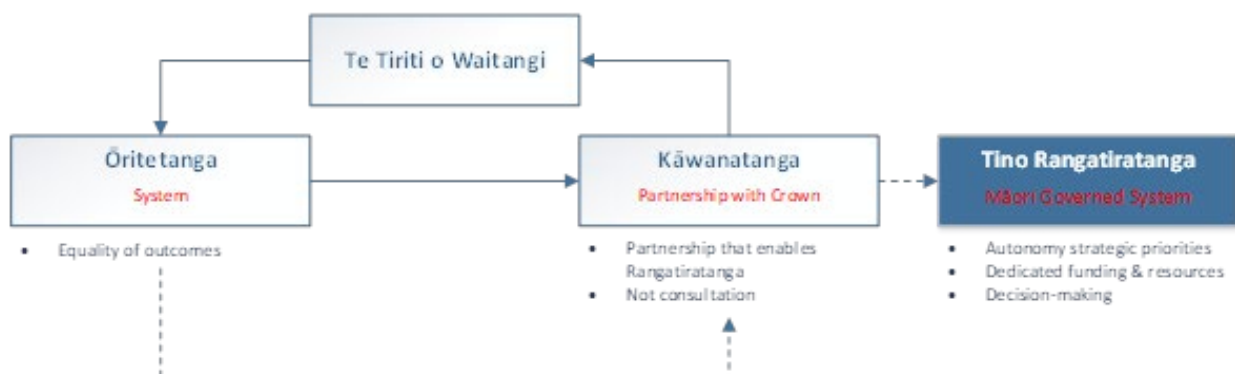 Te Tiriti o Waitangi
Ōritetanga
System
Kāwanatanga
Partnership with Crown
Tino Rangatiratanga
Māori Governed System
• Equality of outcomes
• Partnership that enables
Rangatiratanga
• Not consultation
• Autonomy strategic priorities
• Dedicated funding & resources
• Decision-making